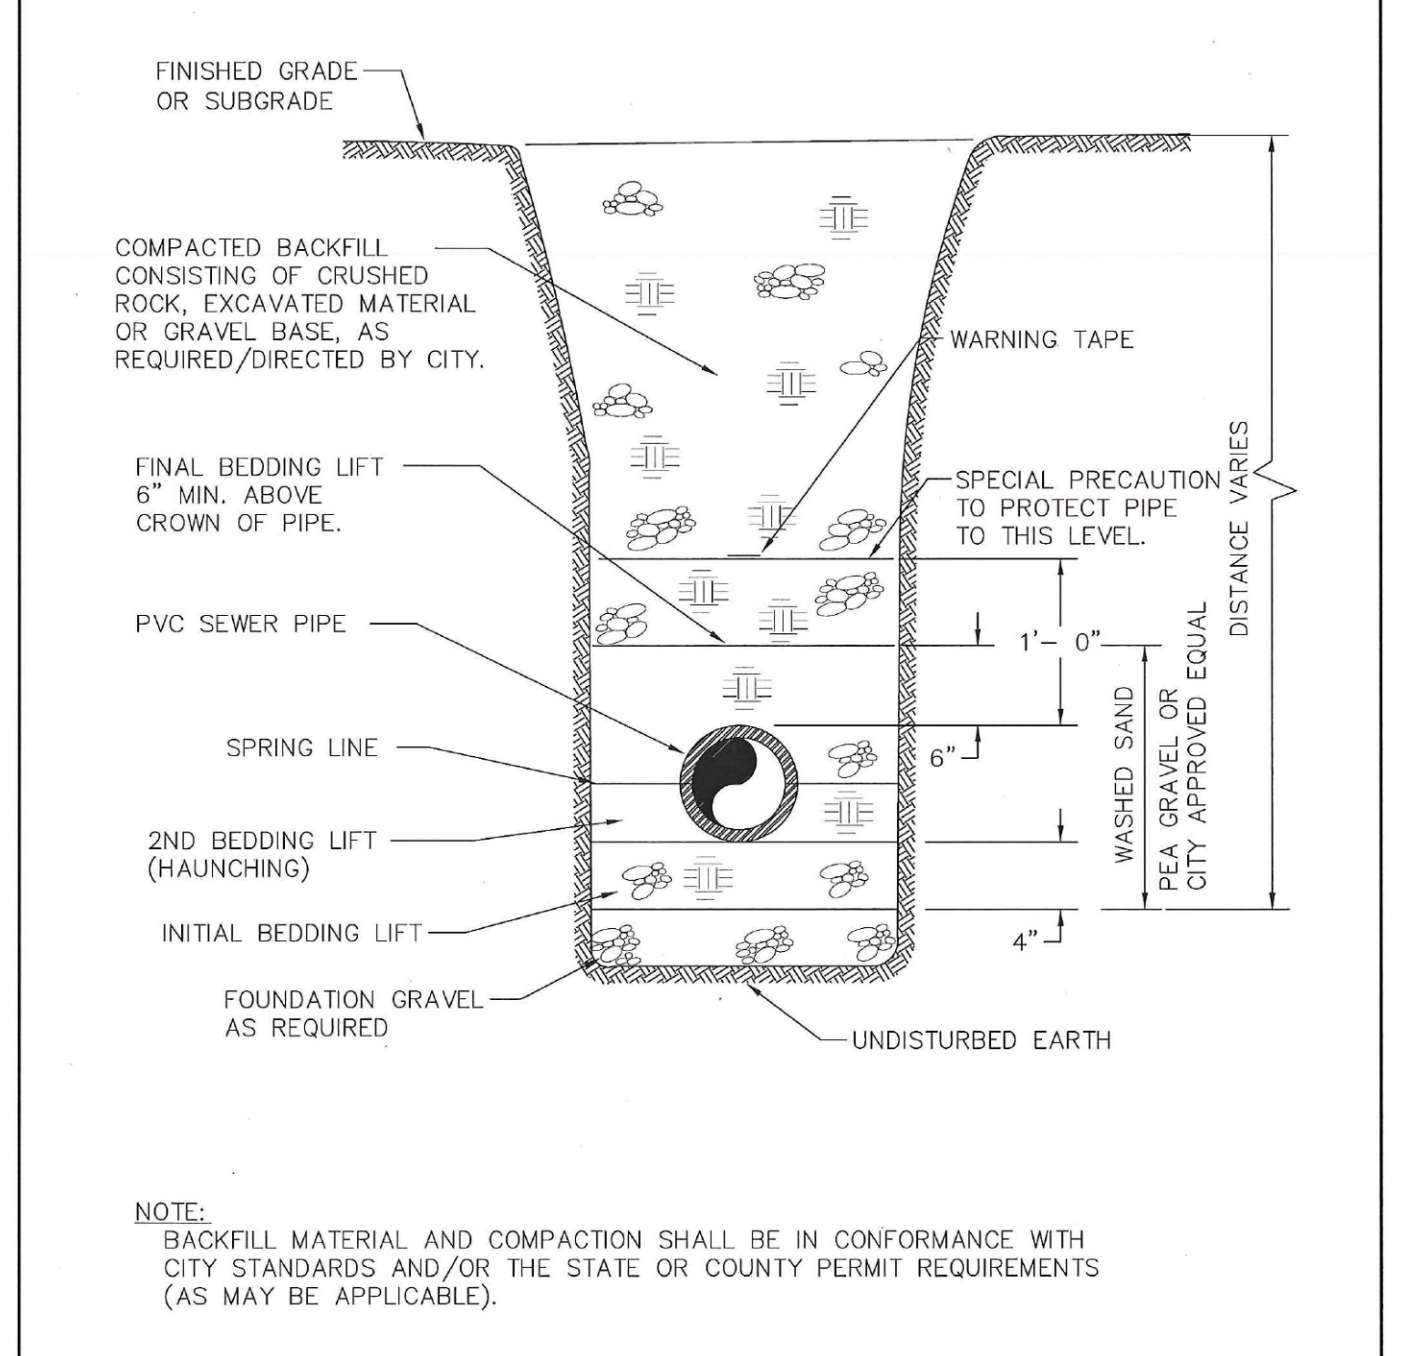 FINISHED GRADE
OR SUBGRADE
COMPACTED BACKFILL
CONSISTING OF CRUSHED
ROCK, EXCAVATED MATERIAL
OR GRAVEL BASE, AS
REQUIRED/DIRECTED BY CITY.
WARNING TAPE
FINAL BEDDING LIFT
6" MIN. ABOVE
CROWN OF PIPE.
SPECIAL PRECAUTION
TO PROTECT PIPE
TO THIS LEVEL.
DISTANCE VARIES
PVC SEWER PIPE
1'- 0"
WASHED SAND
PEA GRAVEL OR
CITY APPROVED EQUAL
SPRING LINE
6"
2ND BEDDING LIFT
(HAUNCHING)
INITIAL BEDDING LIFT
4"
FOUNDATION GRAVEL
AS REQUIRED
UNDISTURBED EARTH
NOTE:
BACKFILL MATERIAL AND COMPACTION SHALL BE IN CONFORMANCE WITH
CITY STANDARDS AND/OR THE STATE OR COUNTY PERMIT REQUIREMENTS
(AS MAY BE APPLICABLE).